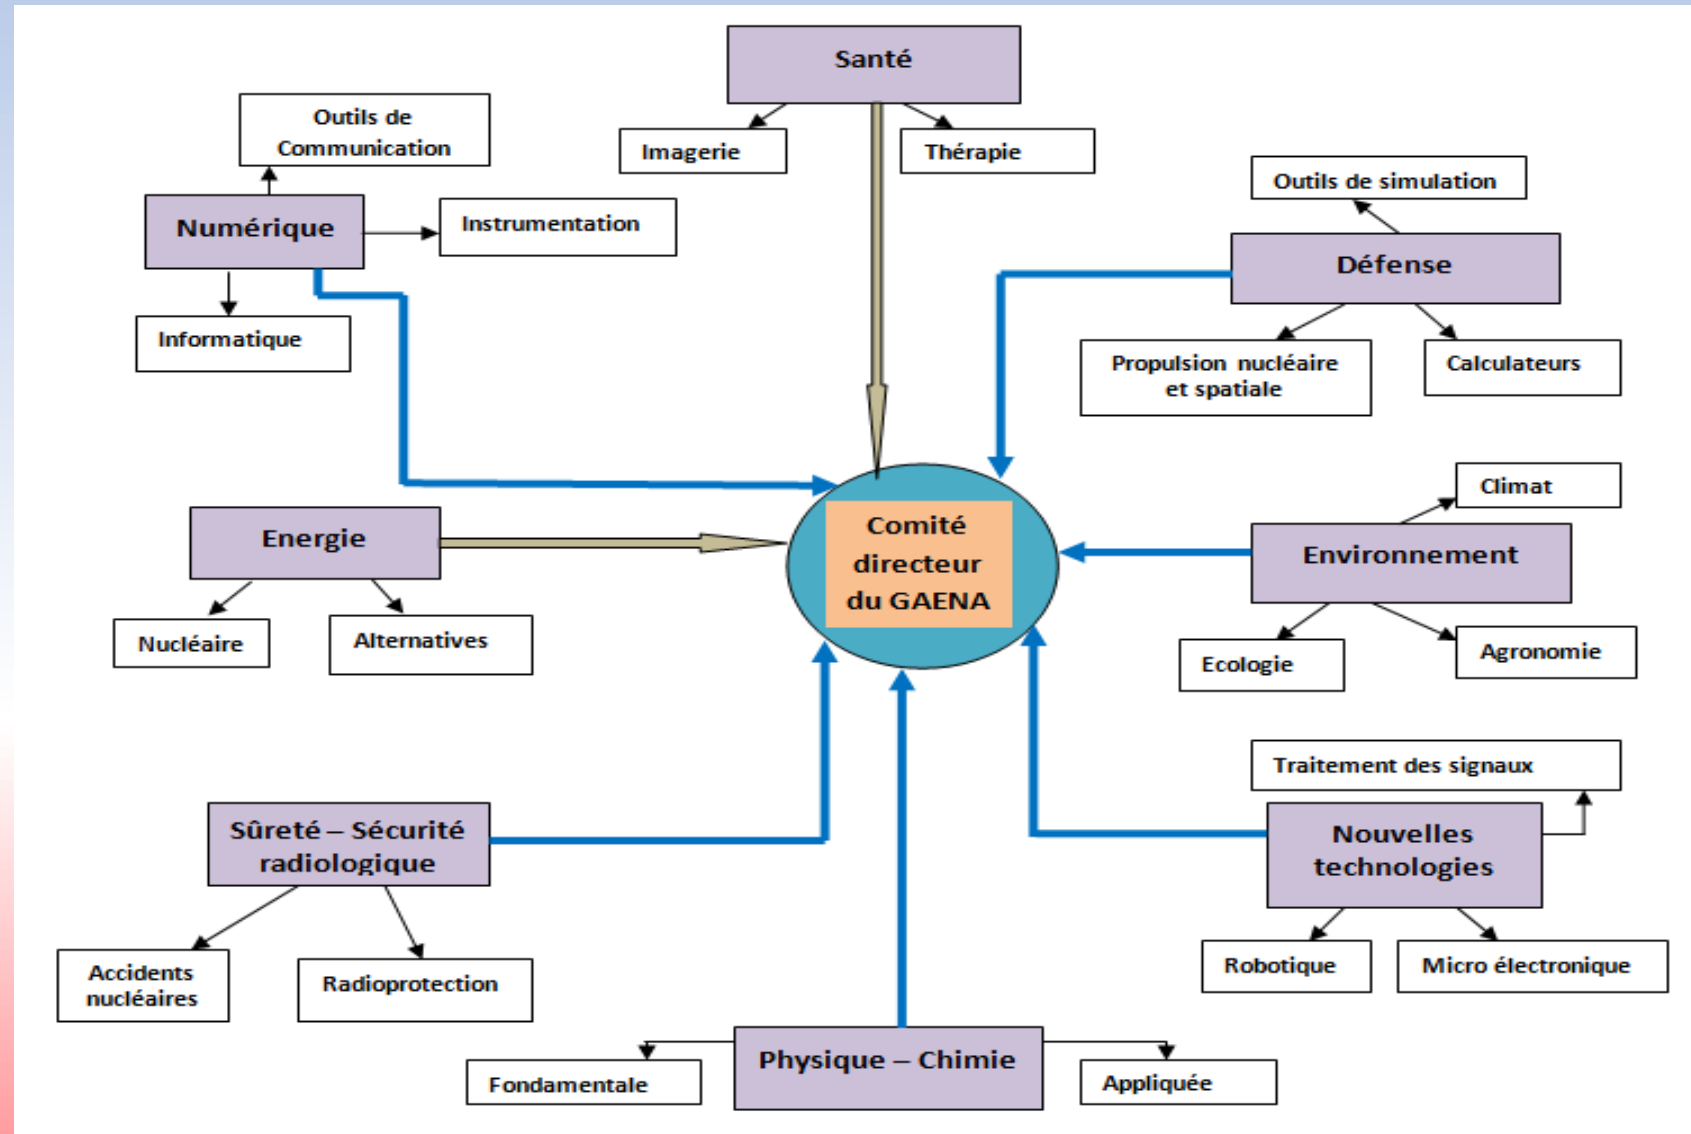 Santé
Imagerie
Thérapie
Outils de
Communication
Numérique
Instrumentation
Informatique
Outils de simulation
Défense
Propulsion nucléaire
et spatiale
Calculateurs
Comité
directeur
du GAENA
Energie
Nucléaire
Alternatives
Climat
Environnement
Ecologie
Agronomie
Sûreté – Sécurité
radiologique
Accidents
nucléaires
Radioprotection
Traitement des signaux
Nouvelles
technologies
Robotique
Micro électronique
Physique – Chimie
Fondamentale
Appliquée